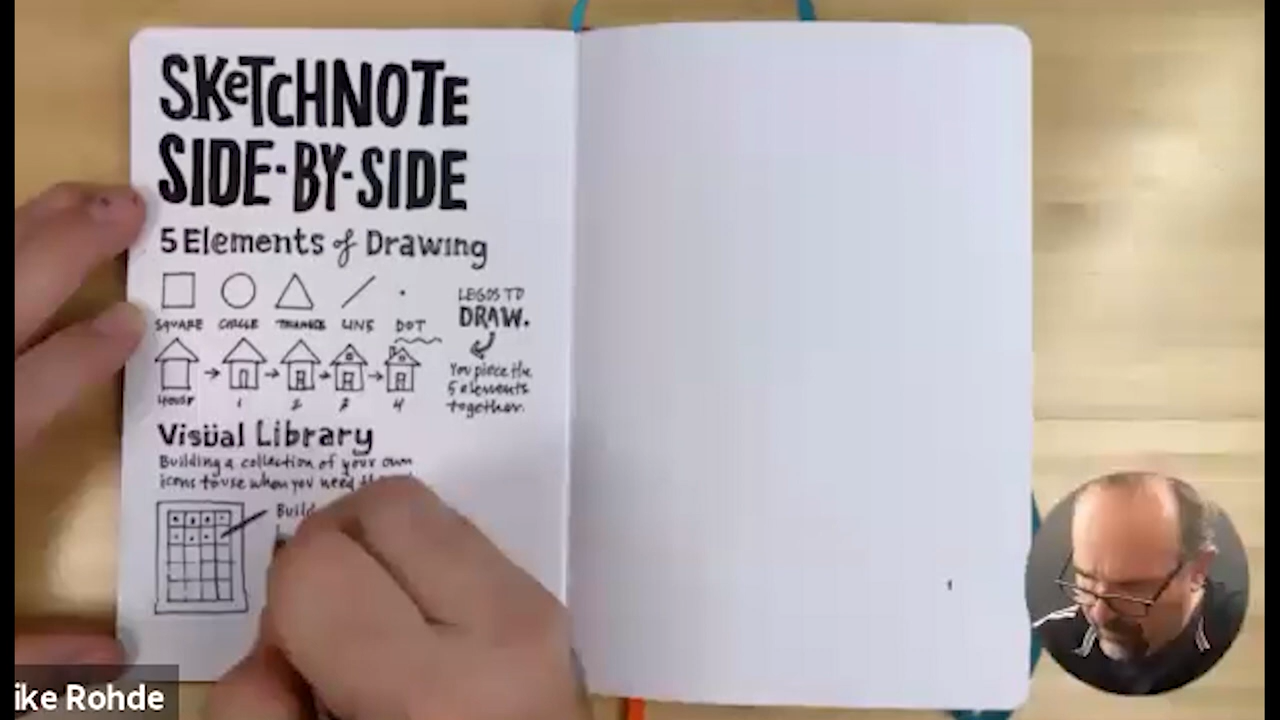 SKeTCHNOTE
SIDE-BY-SIDE
5 Elements of Drawing
SQUARE CIRCLE TRIANGLE LINE DOT
LEGOS TO
DRAW.
You piece the
5 elements
together.
HOUSE 1 2 3 4
Visual Library
Building a collection of your own
icons to use when you need
Build
ike Rohde